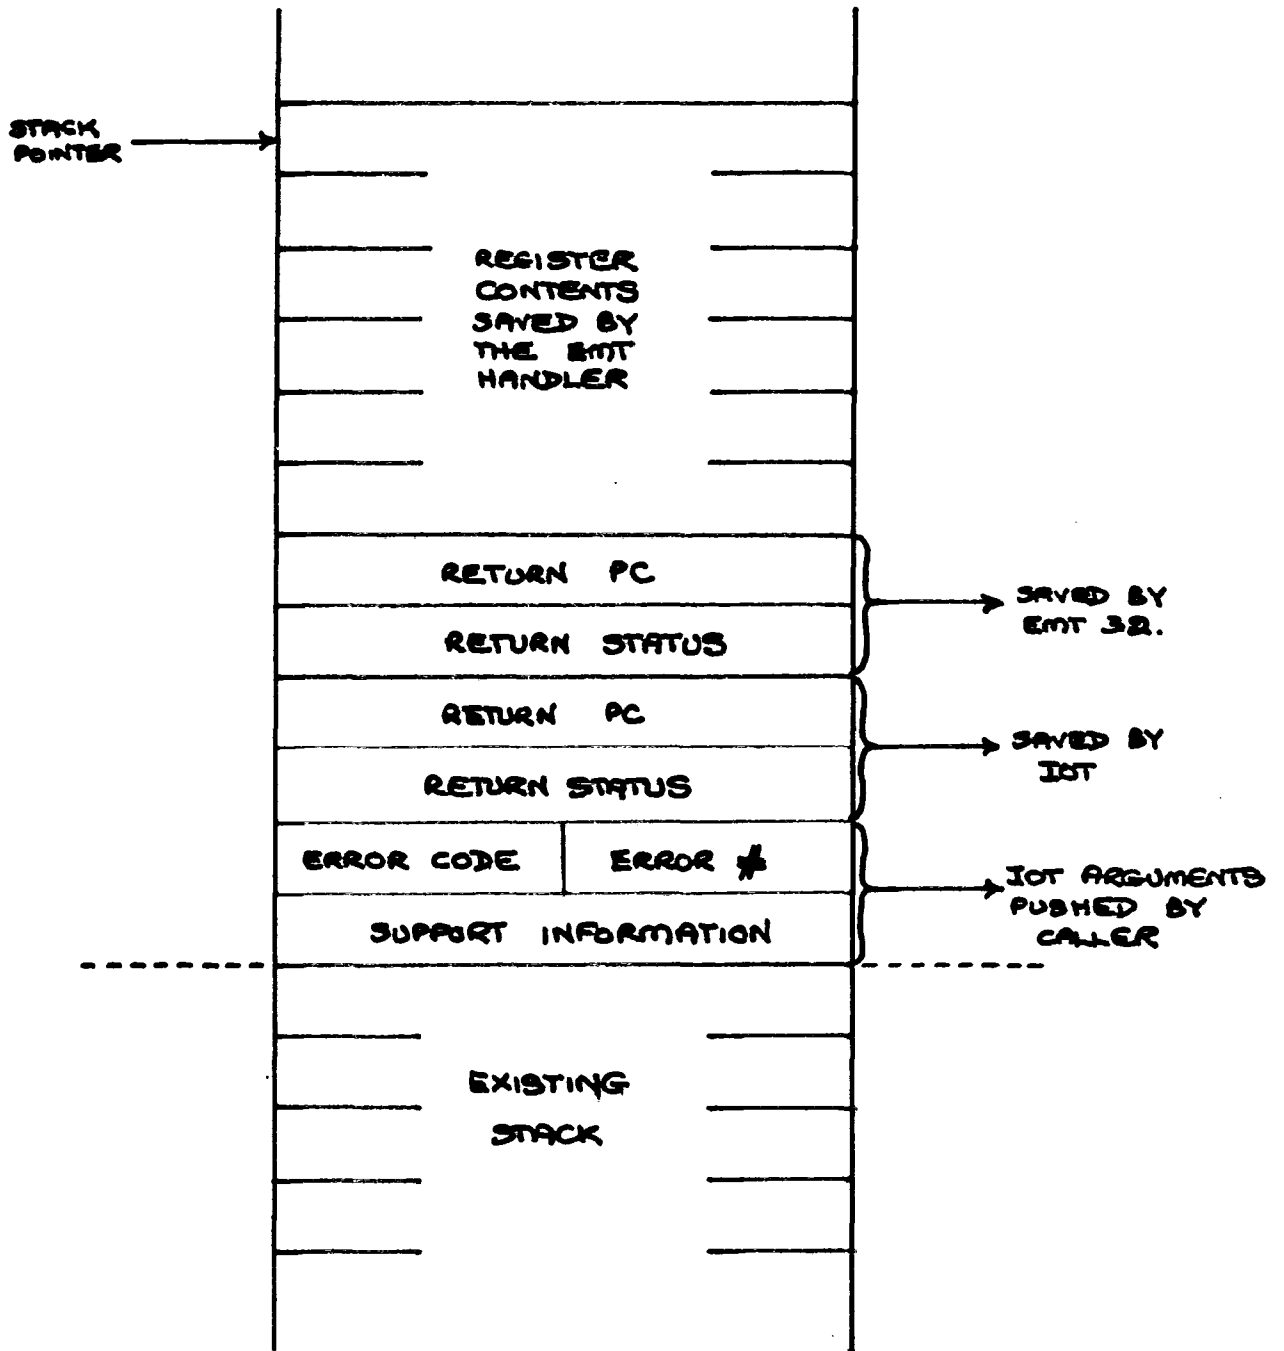 STACK
POINTER
REGISTER
CONTENTS
SAVED BY
THE EMT
HANDLER
RETURN PC
RETURN STATUS
SAVED BY
EMT 32.
RETURN PC
RETURN STATUS
SAVED BY
IOT
ERROR CODE
ERROR #
SUPPORT INFORMATION
IOT ARGUMENTS
PUSHED BY
CALLER
EXISTING
STACK